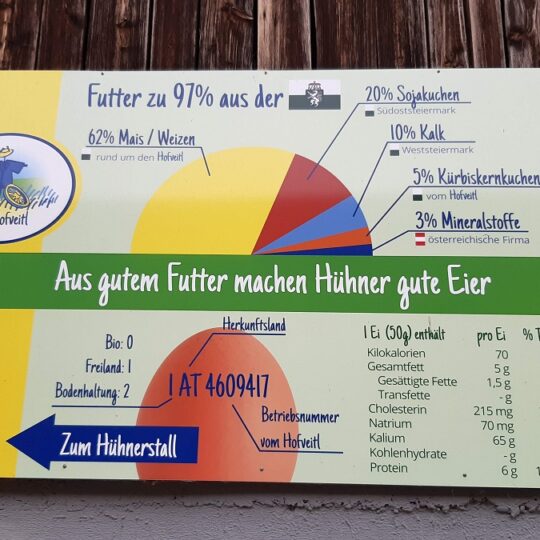 Futter zu 97% aus der
20% Sojakuchen
Südoststeiermark
62% Mais / Weizen
rund um den Hofveitl
10% Kalk
Weststeiermark
5% Kürbiskernkuchen
vom Hofveitl
3% Mineralstoffe
österreichische Firma
ofveitl
Aus gutem Futter machen Hühner gute Eier
Herkunftsland
Bio: 0
Freiland: 1
Bodenhaltung: 2
1 AT 4609417
Betriebsnummer
vom Hofveitl
Zum Hühnerstall
1 Ei (50g) enthält pro Ei % T
Kilokalorien 70
Gesamtfett 5 g
Gesättigte Fette 1,5 g
Transfette - g
Cholesterin 215 mg
Natrium 70 mg
Kalium 65 g
Kohlenhydrate - g
Protein 6 g 1